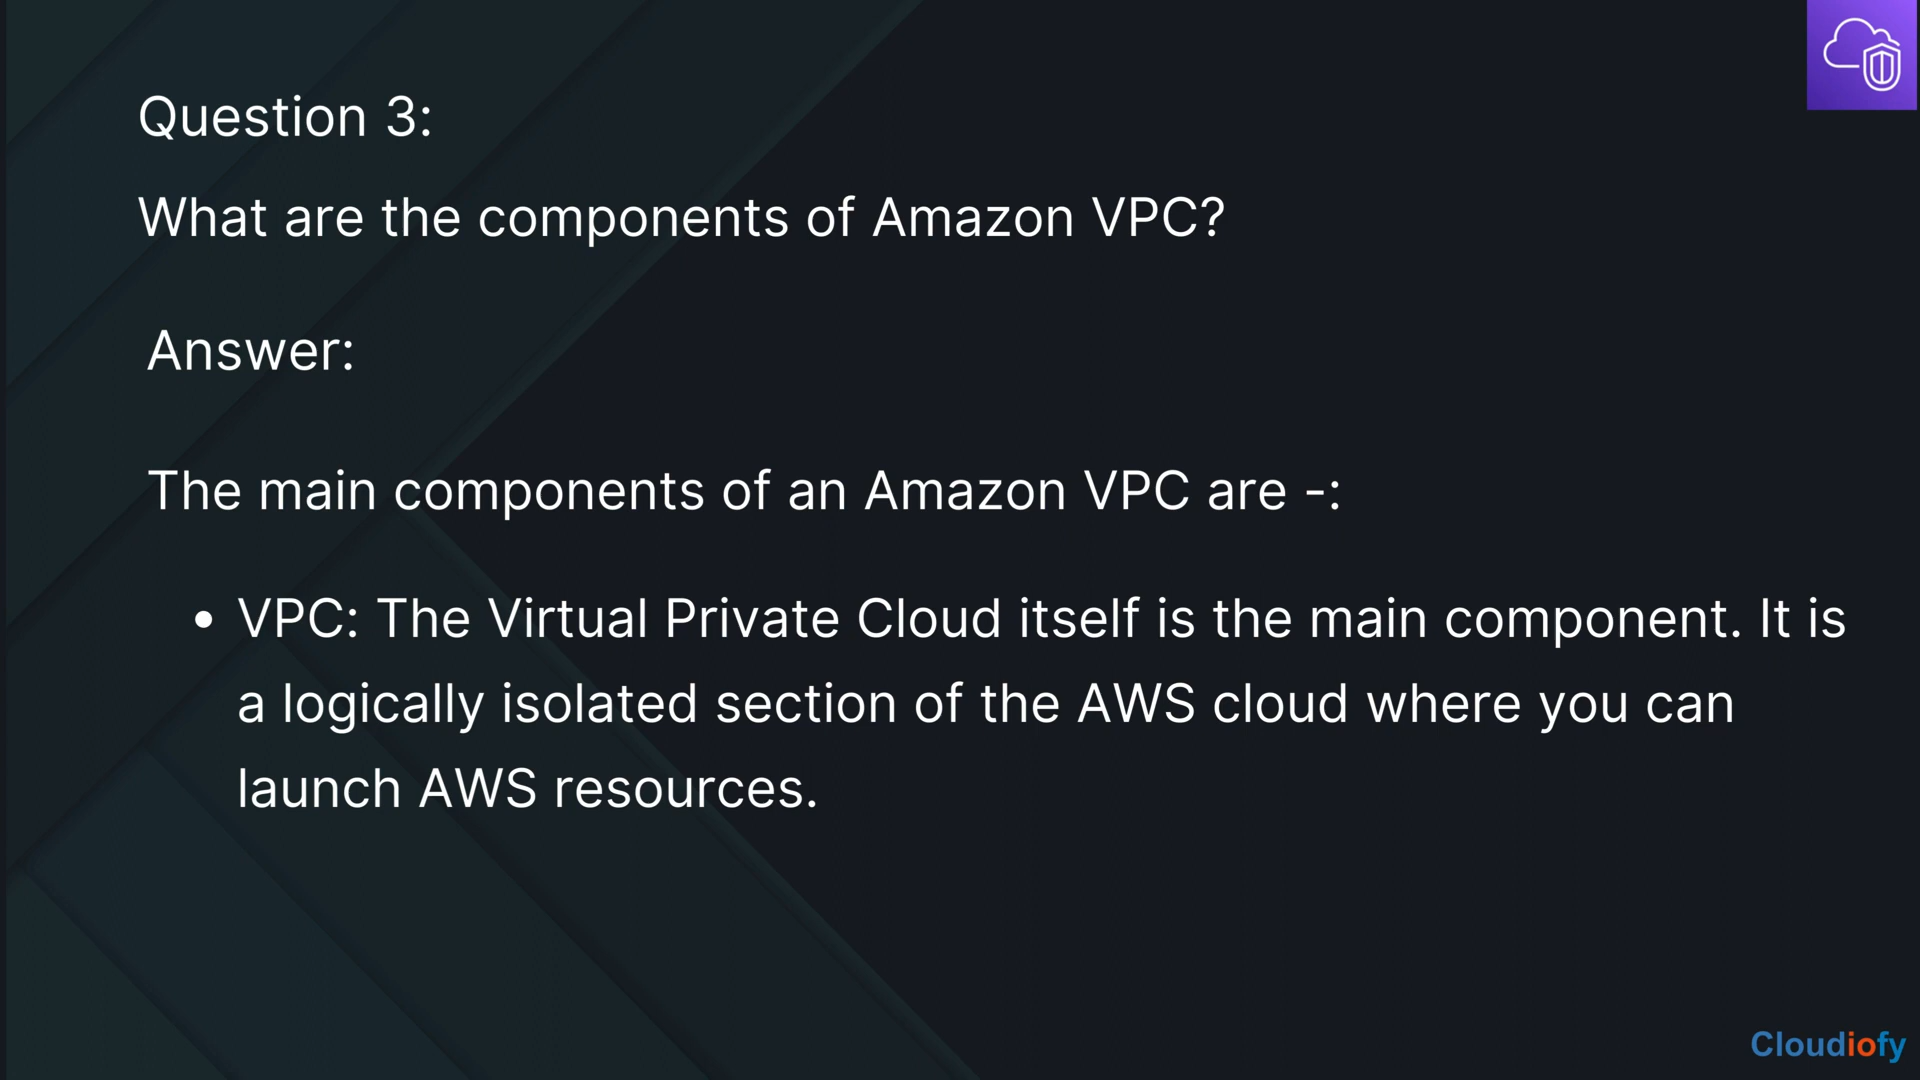 Question 3:
What are the components of Amazon VPC?
Answer:
The main components of an Amazon VPC are -:
• VPC: The Virtual Private Cloud itself is the main component. It is
a logically isolated section of the AWS cloud where you can
launch AWS resources.
Cloudiofy